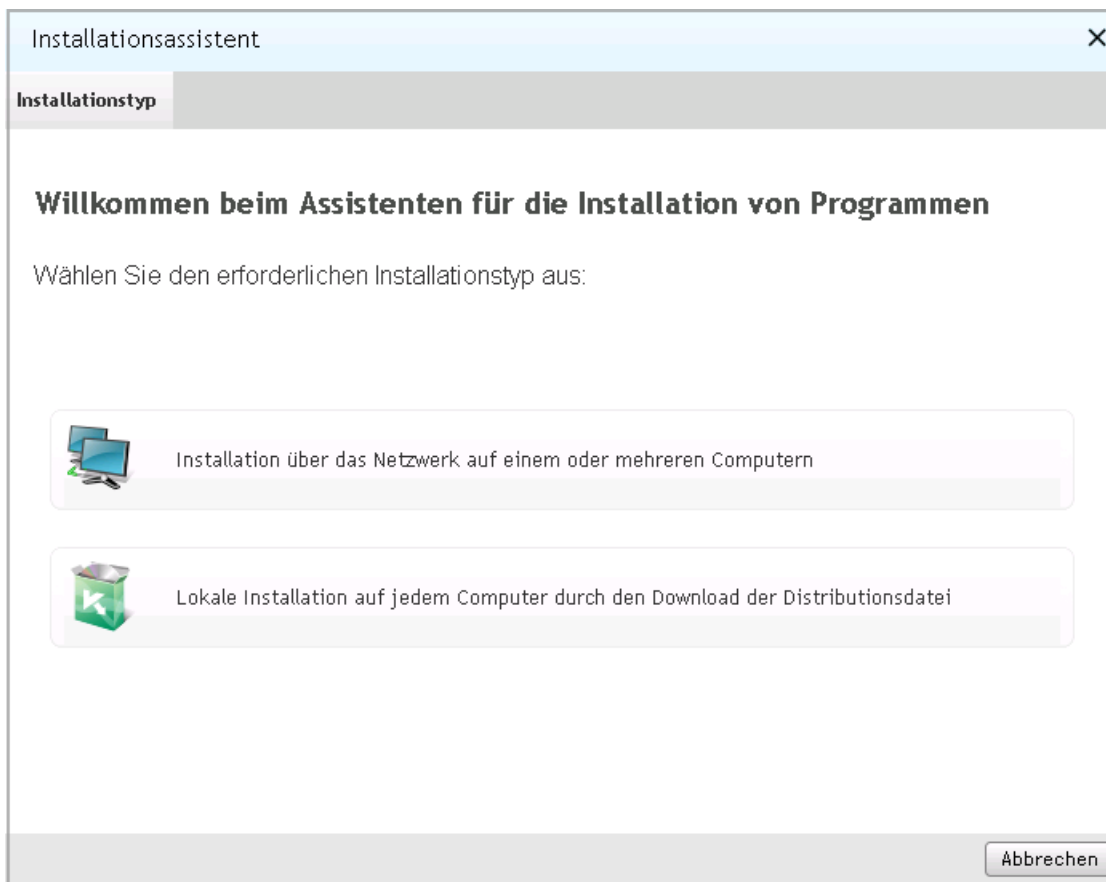 Installationsassistent
Installationstyp
Willkommen beim Assistenten für die Installation von Programmen
Wählen Sie den erforderlichen Installationstyp aus:
Installation über das Netzwerk auf einem oder mehreren Computern
Lokale Installation auf jedem Computer durch den Download der Distributionsdatei
Abbrechen